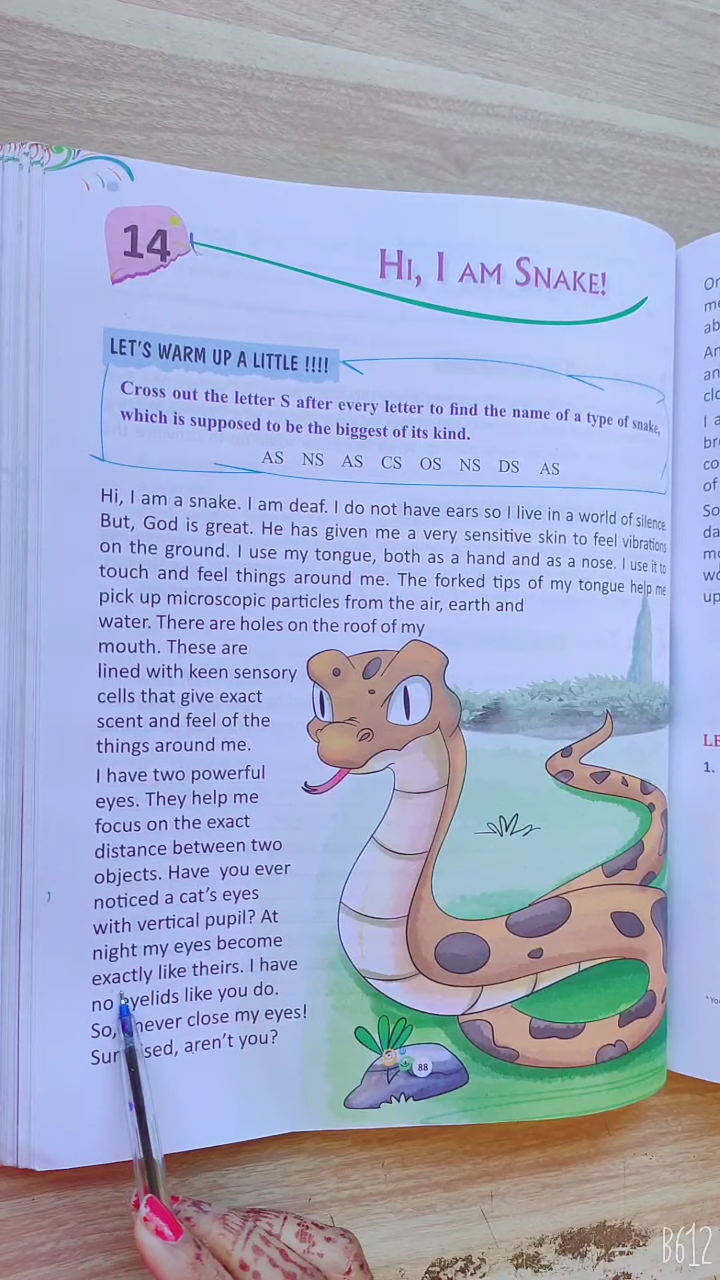 14
HI, I AM SNAKE!
LET'S WARM UP A LITTLE !!!!
Cross out the letter S after every letter to find the name of a type of snake,
which is supposed to be the biggest of its kind.
AS NS AS CS OS NS DS AS
Hi, I am a snake. I am deaf. I do not have ears so I live in a world of silence.
But, God is great. He has given me a very sensitive skin to feel vibrations
on the ground. I use my tongue, both as a hand and as a nose. I use it to
touch and feel things around me. The forked tips of my tongue help me
pick up microscopic particles from the air, earth and
water. There are holes on the roof of my
mouth. These are
lined with keen sensory
cells that give exact
scent and feel of the
things around me.
I have two powerful
eyes. They help me
focus on the exact
distance between two
objects. Have you ever
noticed a cat's eyes
with vertical pupil? At
night my eyes become
exactly like theirs. I have
no eyelids like you do.
So, never close my eyes!
aren't you?
88
LE
1.
B612